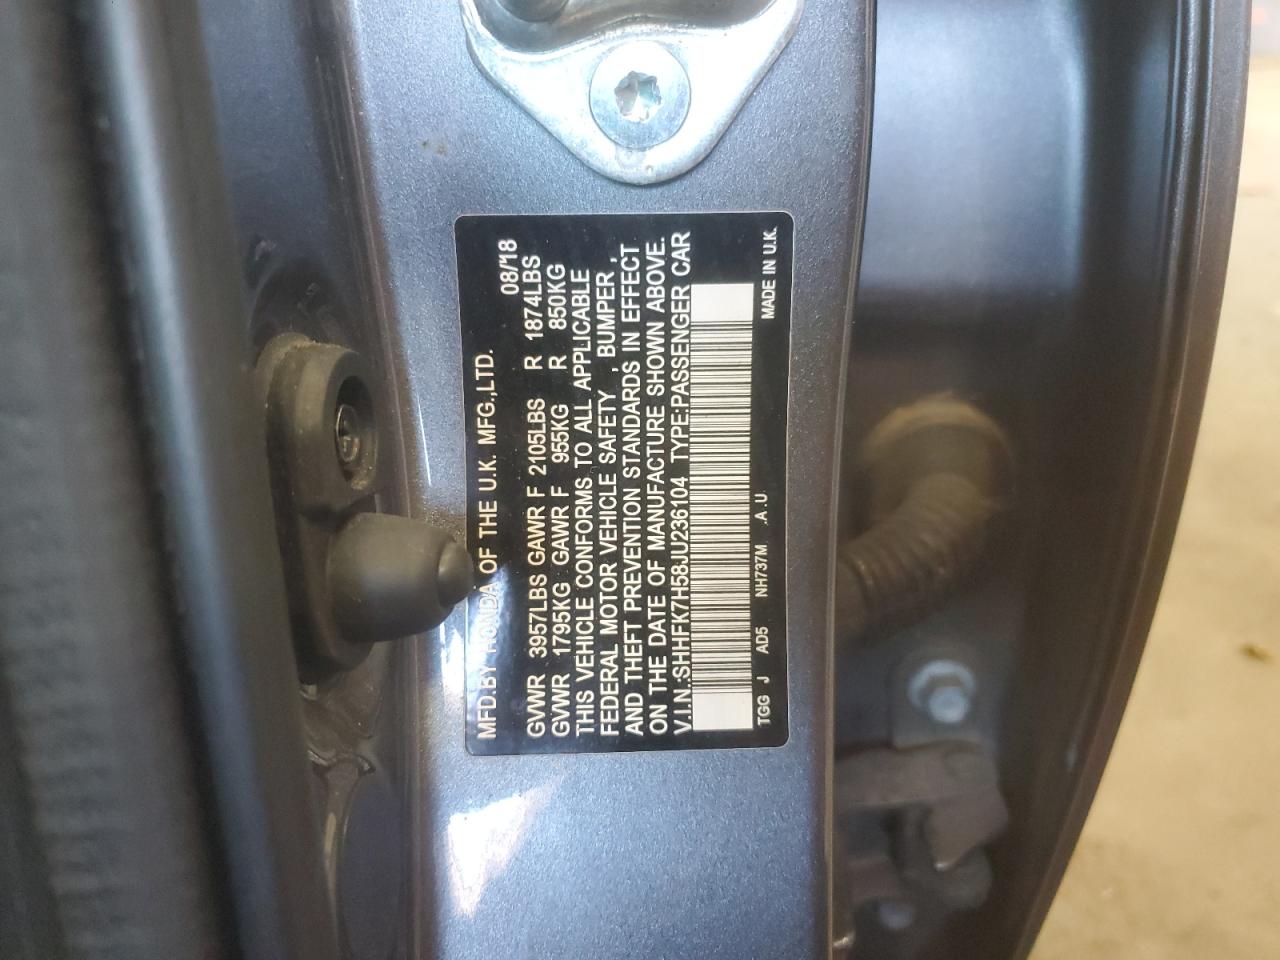 MFD.BY HONDA OF THE U.K. MFG.,LTD. 08/'18
GVWR 3957LBS GAWR F 2105LBS R 1874LBS
GVWR 1795KG GAWR F 955KG R 850KG
THIS VEHICLE CONFORMS TO ALL APPLICABLE
FEDERAL MOTOR VEHICLE SAFETY , BUMPER ,
AND THEFT PREVENTION STANDARDS IN EFFECT
ON THE DATE OF MANUFACTURE SHOWN ABOVE.
V.I.N.:SHHFK7H58JU236104 TYPE:PASSENGER CAR
TGG J AD5 NH737M .A.U. MADE IN U.K.